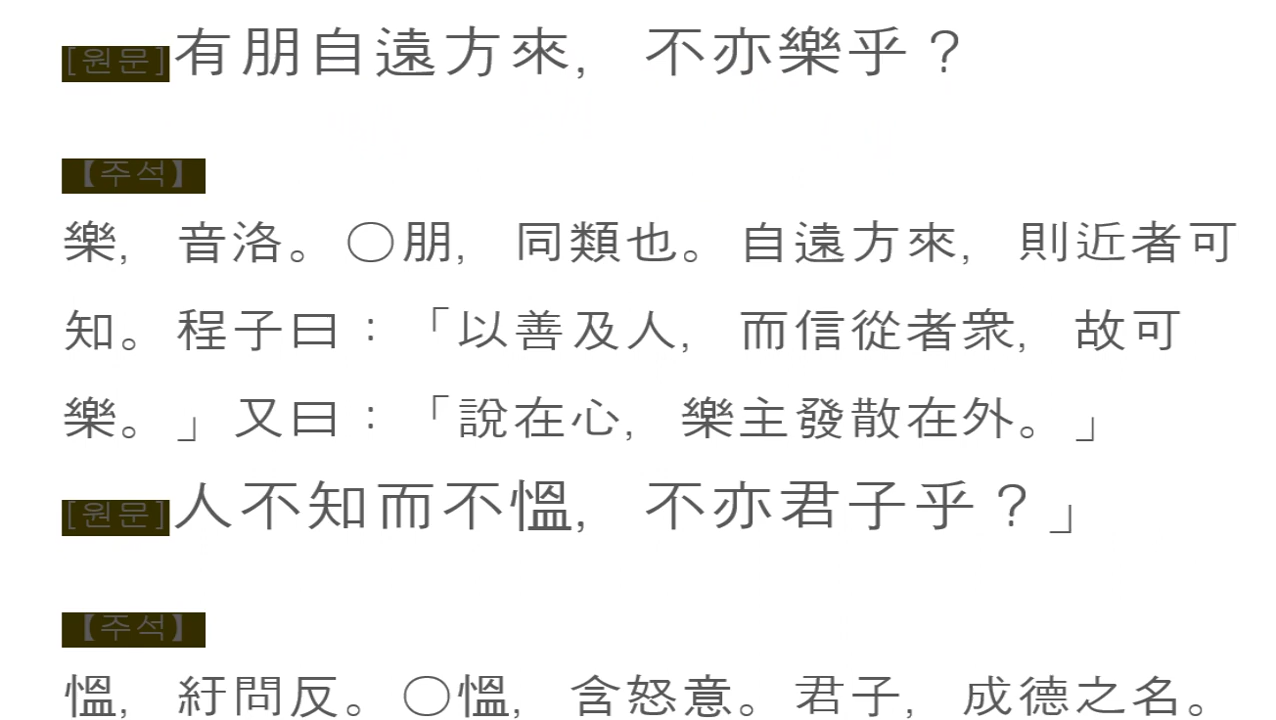 [원문]有朋自遠方來, 不亦樂乎？
【주석】
樂, 音洛。○朋, 同類也。自遠方來, 則近者可
知。程子曰：「以善及人, 而信從者衆, 故可
樂。」又曰：「說在心, 樂主發散在外。」
[원문]人不知而不慍, 不亦君子乎？」
【주석】
慍, 紆問反。○慍, 含怒意。君子, 成德之名。